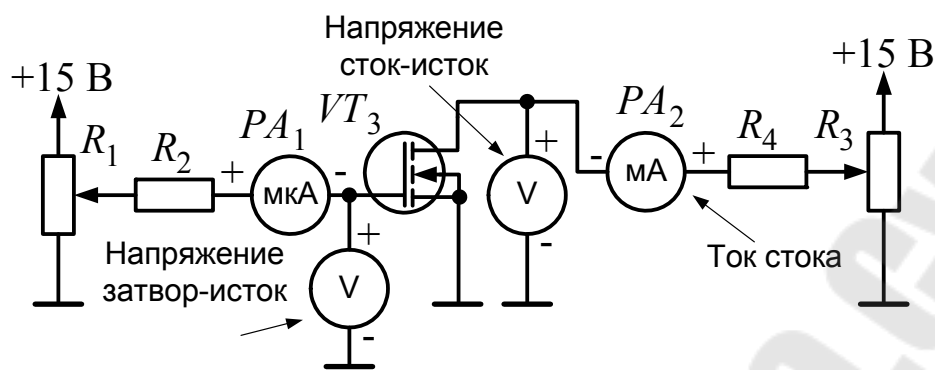 Напряжение
сток-исток
+15 В
+15 В
R1
R2
+
PA1
мкА
-
VT3
+
V
-
-
PA2
мА
+
R4
R3
Напряжение
затвор-исток
+
V
-
Ток стока